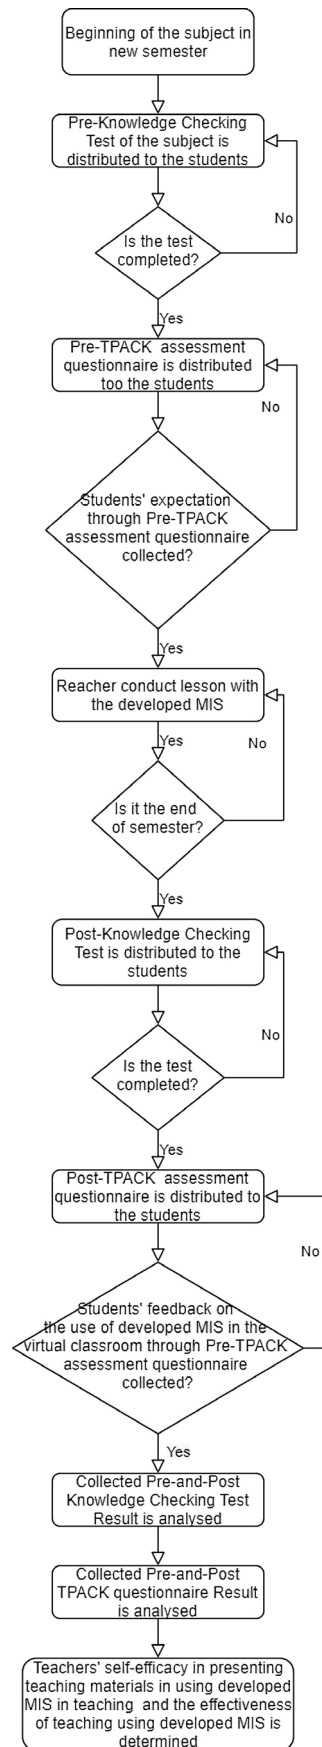 Beginning of the subject in
new semester
Pre-Knowledge Checking
Test of the subject is
distributed to the students
No
Is the test
completed?
Yes
Pre-TPACK assessment
questionnaire is distributed
too the students
No
Students' expectation
through Pre-TPACK
assessment questionnaire
collected?
Yes
Reacher conduct lesson with
the developed MIS
Yes
No
Is it the end
of semester?
Yes
Post-Knowledge Checking
Test is distributed to the
students
No
Is the test
completed?
Yes
Post-TPACK assessment
questionnaire is distributed to
the students
No
Students' feedback on
the use of developed MIS in the
virtual classroom through Pre-TPACK
assessment questionnaire
collected?
Yes
Collected Pre-and-Post
Knowledge Checking Test
Result is analysed
Collected Pre-and-Post
TPACK questionnaire Result
is analysed
Teachers' self-efficacy in presenting
teaching materials in using developed
MIS in teaching and the effectiveness
of teaching using developed MIS is
determined